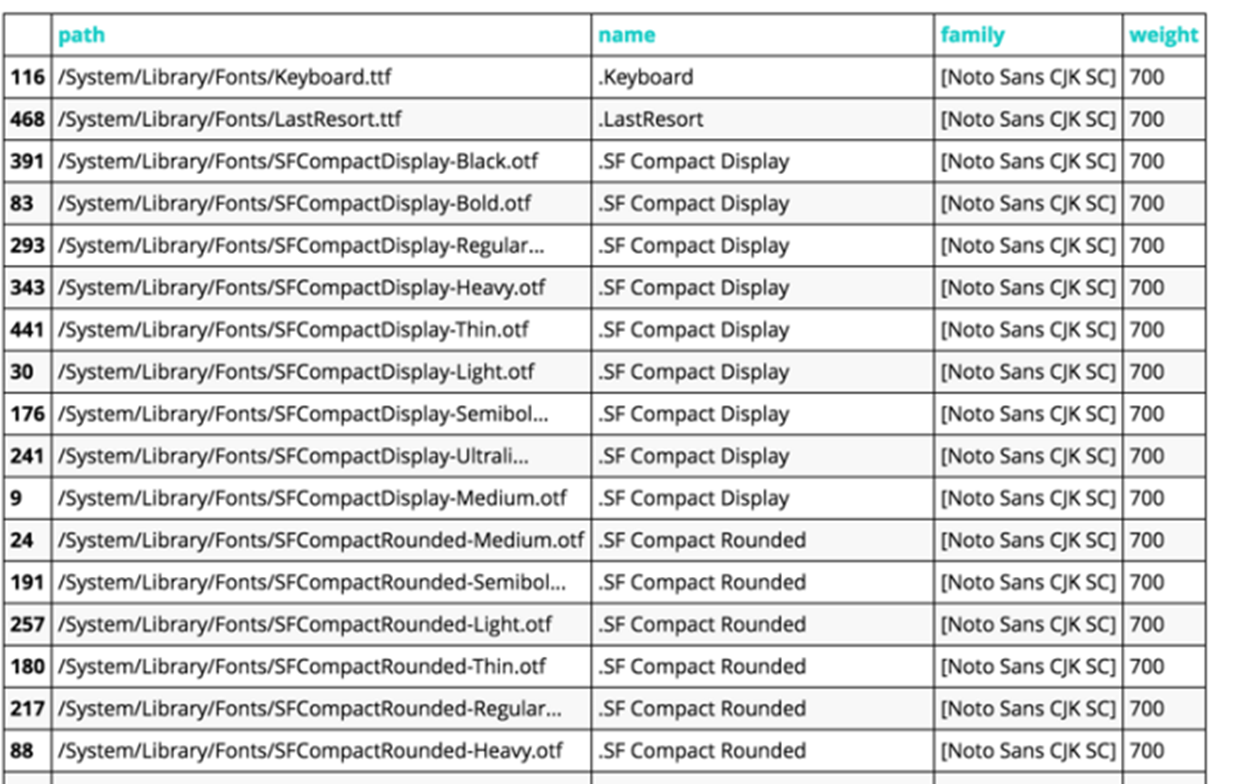 path name family weight
116 /System/Library/Fonts/Keyboard.ttf .Keyboard [Noto Sans CJK SC] 700
468 /System/Library/Fonts/LastResort.ttf .LastResort [Noto Sans CJK SC] 700
391 /System/Library/Fonts/SFCompactDisplay-Black.otf .SF Compact Display [Noto Sans CJK SC] 700
83 /System/Library/Fonts/SFCompactDisplay-Bold.otf .SF Compact Display [Noto Sans CJK SC] 700
293 /System/Library/Fonts/SFCompactDisplay-Regular... .SF Compact Display [Noto Sans CJK SC] 700
343 /System/Library/Fonts/SFCompactDisplay-Heavy.otf .SF Compact Display [Noto Sans CJK SC] 700
441 /System/Library/Fonts/SFCompactDisplay-Thin.otf .SF Compact Display [Noto Sans CJK SC] 700
30 /System/Library/Fonts/SFCompactDisplay-Light.otf .SF Compact Display [Noto Sans CJK SC] 700
176 /System/Library/Fonts/SFCompactDisplay-Semibol... .SF Compact Display [Noto Sans CJK SC] 700
241 /System/Library/Fonts/SFCompactDisplay-Ultrali... .SF Compact Display [Noto Sans CJK SC] 700
9 /System/Library/Fonts/SFCompactDisplay-Medium.otf .SF Compact Display [Noto Sans CJK SC] 700
24 /System/Library/Fonts/SFCompactRounded-Medium.otf .SF Compact Rounded [Noto Sans CJK SC] 700
191 /System/Library/Fonts/SFCompactRounded-Semibol... .SF Compact Rounded [Noto Sans CJK SC] 700
257 /System/Library/Fonts/SFCompactRounded-Light.otf .SF Compact Rounded [Noto Sans CJK SC] 700
180 /System/Library/Fonts/SFCompactRounded-Thin.otf .SF Compact Rounded [Noto Sans CJK SC] 700
217 /System/Library/Fonts/SFCompactRounded-Regular... .SF Compact Rounded [Noto Sans CJK SC] 700
88 /System/Library/Fonts/SFCompactRounded-Heavy.otf .SF Compact Rounded [Noto Sans CJK SC] 700